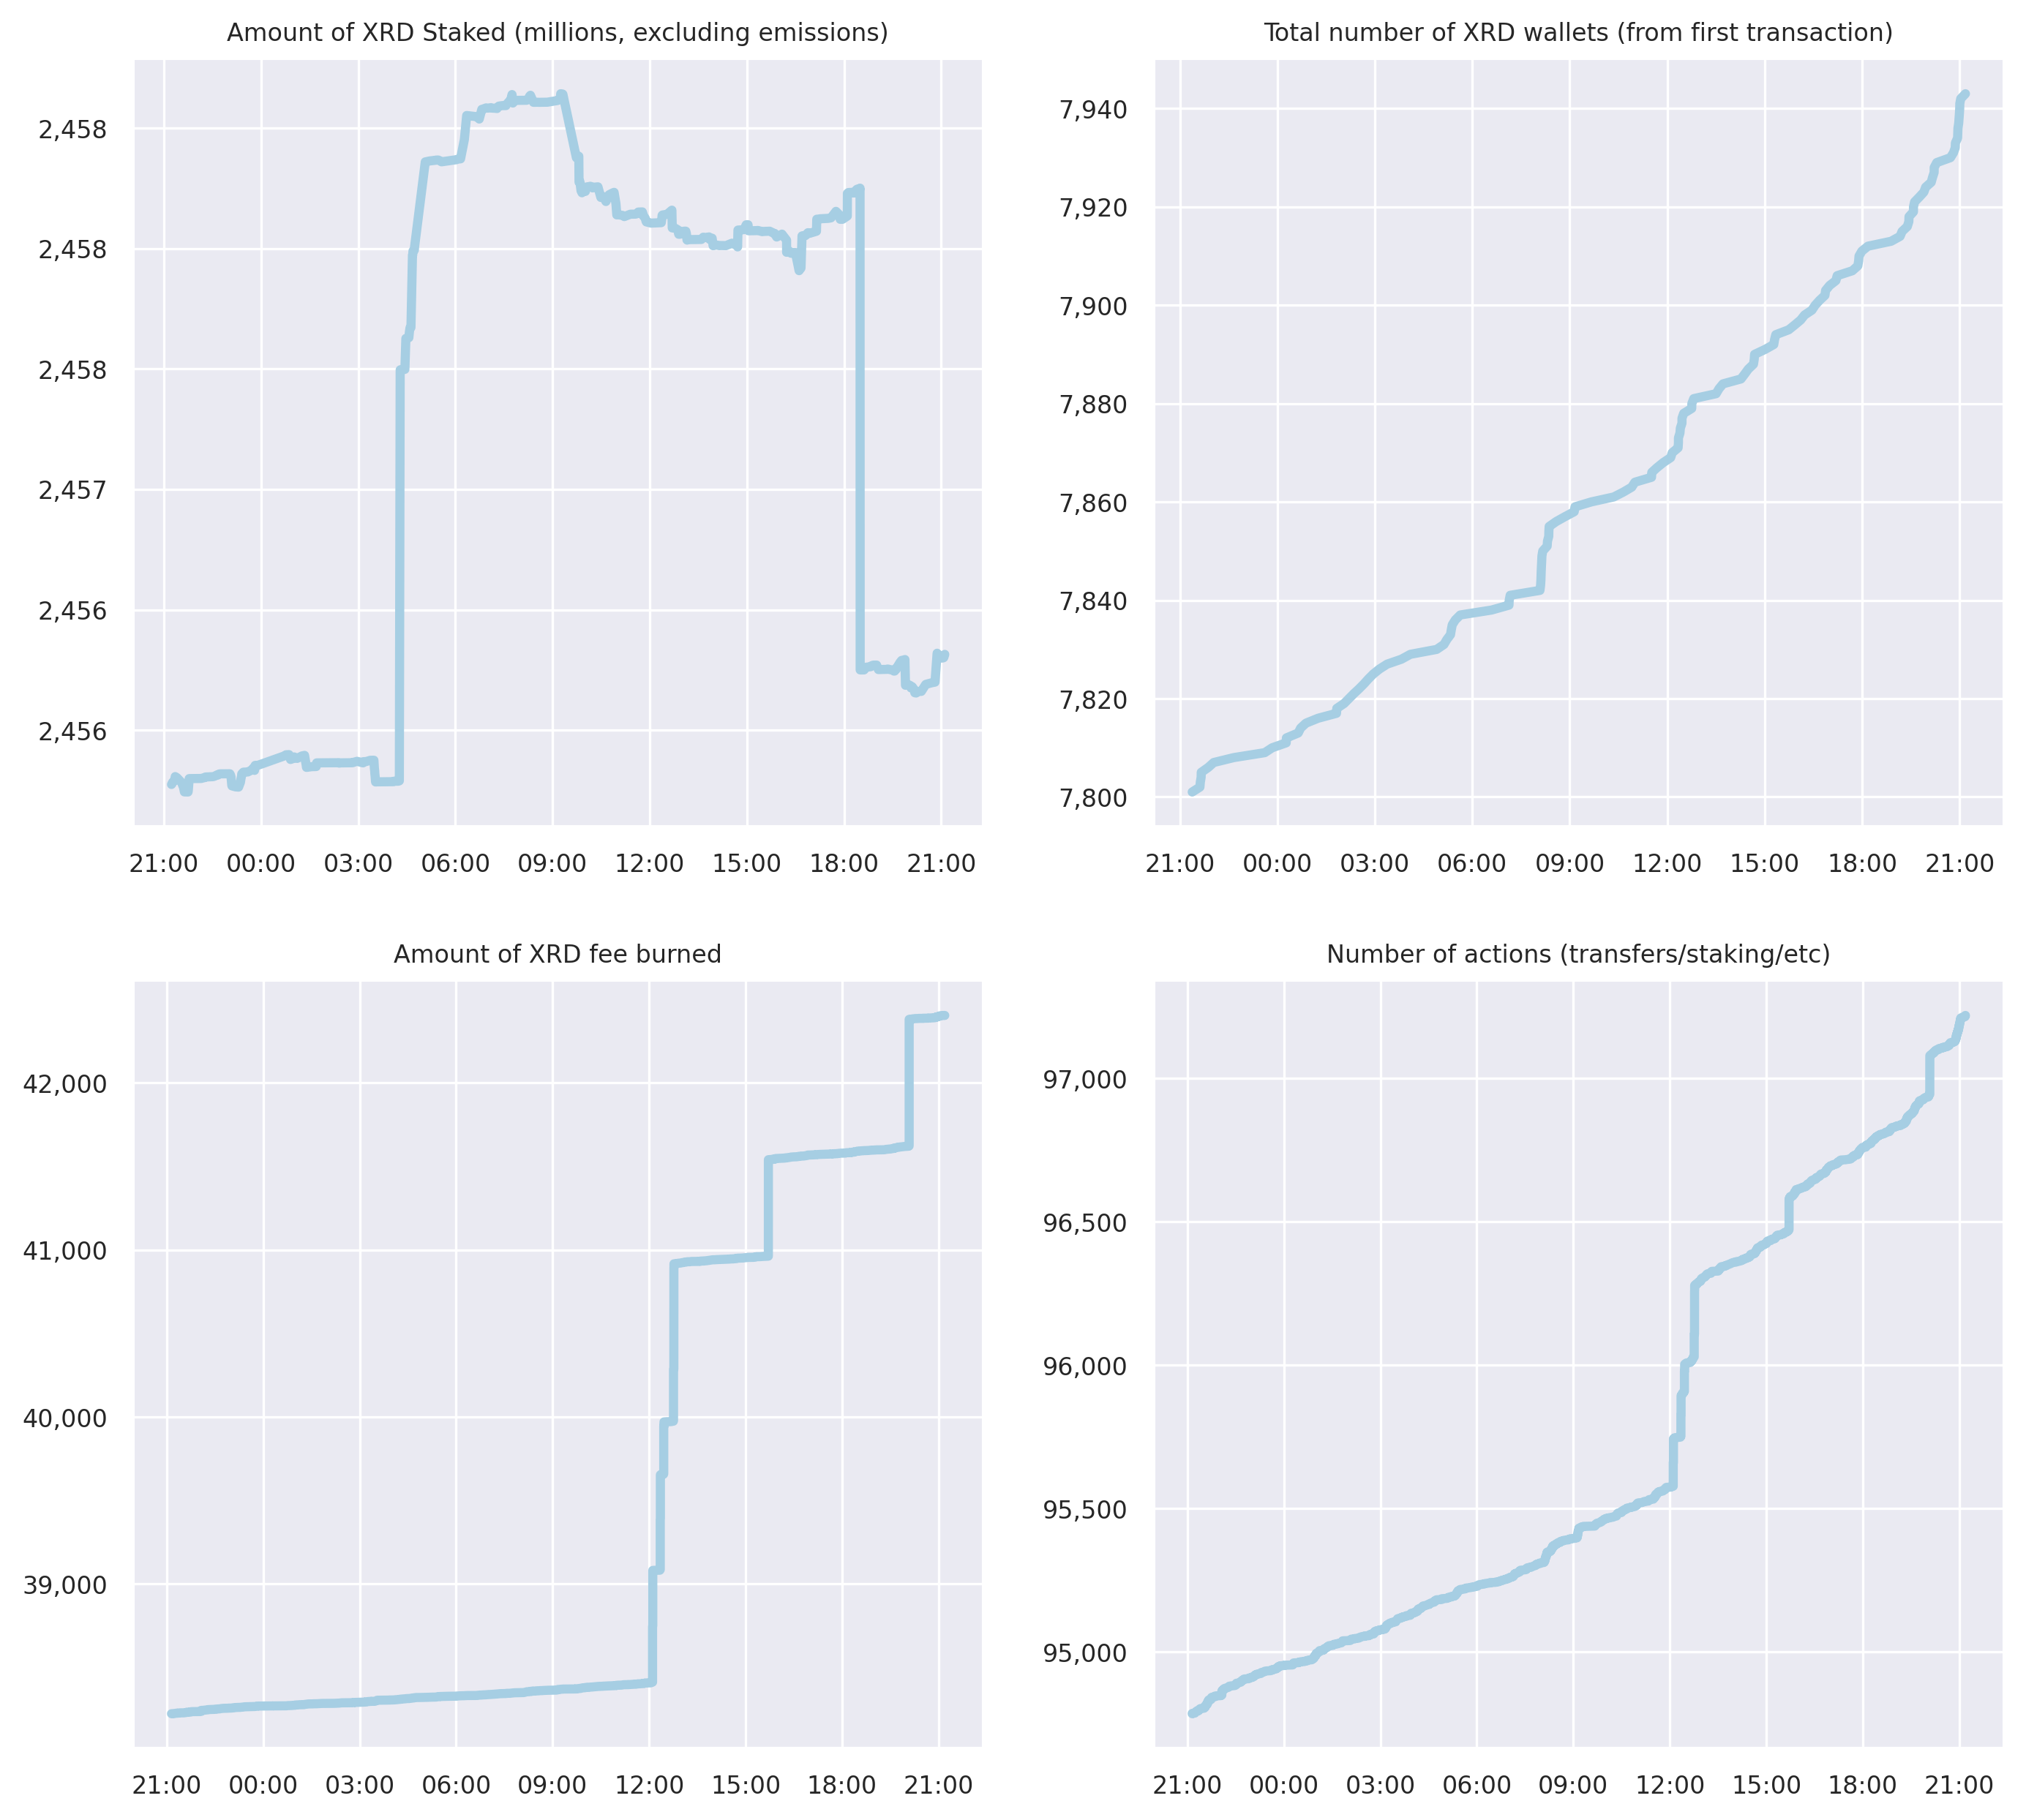 Amount of XRD Staked (millions, excluding emissions)
2,458
2,458
2,458
2,457
2,456
2,456
21:00 00:00 03:00 06:00 09:00 12:00 15:00 18:00 21:00
Total number of XRD wallets (from first transaction)
7,940
7,920
7,900
7,880
7,860
7,840
7,820
7,800
21:00 00:00 03:00 06:00 09:00 12:00 15:00 18:00 21:00
Amount of XRD fee burned
42,000
41,000
40,000
39,000
21:00 00:00 03:00 06:00 09:00 12:00 15:00 18:00 21:00
Number of actions (transfers/staking/etc)
97,000
96,500
96,000
95,500
95,000
21:00 00:00 03:00 06:00 09:00 12:00 15:00 18:00 21:00